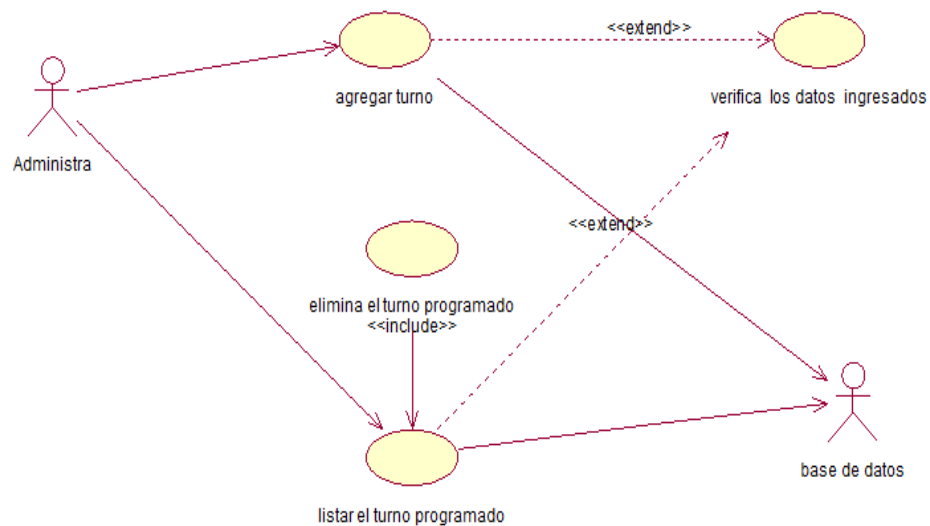 <<extend>>
agregar turno
verifica los datos ingresados
Administra
<<extend>>
elimina el turno programado
<<include>>
base de datos
listar el turno programado